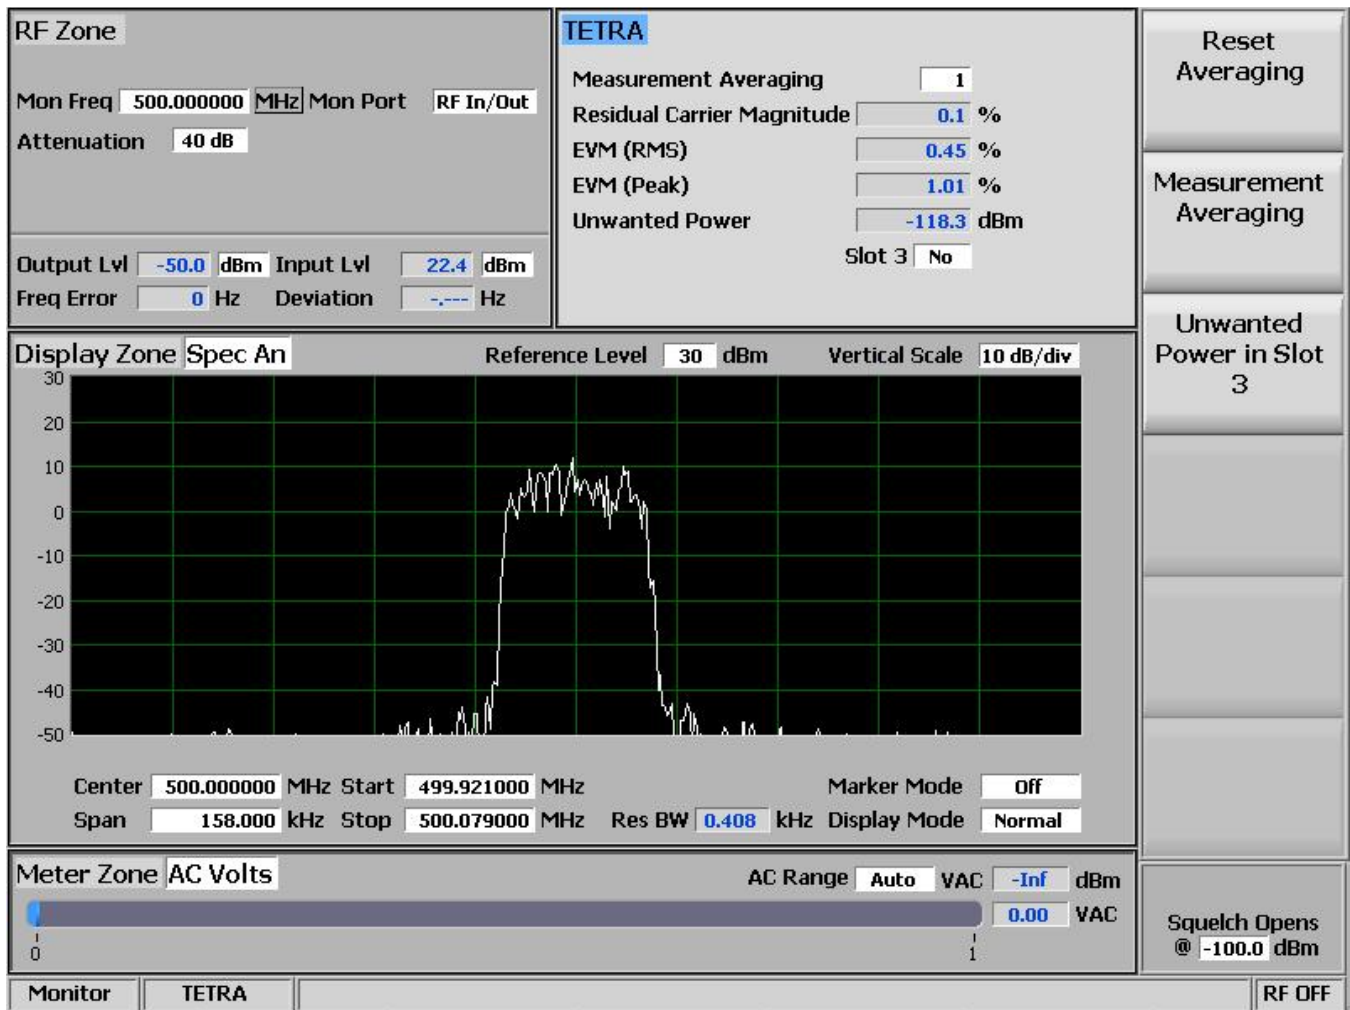 RF Zone
Mon Freq 500.000000 MHz Mon Port RF In/Out
Attenuation 40 dB
Output Lvl -50.0 dBm Input Lvl 22.4 dBm
Freq Error 0 Hz Deviation -.--- Hz
TETRA
Measurement Averaging 1
Residual Carrier Magnitude 0.1 %
EVM (RMS) 0.45 %
EVM (Peak) 1.01 %
Unwanted Power -118.3 dBm
Slot 3 No
Reset
Averaging
Measurement
Averaging
Unwanted
Power in Slot
3
Display Zone Spec An Reference Level 30 dBm Vertical Scale 10 dB/div
30
20
10
0
-10
-20
-30
-40
-50
Center 500.000000 MHz Start 499.921000 MHz Marker Mode Off
Span 158.000 kHz Stop 500.079000 MHz Res BW 0.408 kHz Display Mode Normal
Meter Zone AC Volts AC Range Auto VAC -Inf dBm
0.00 VAC
0 1
Squelch Opens
@ -100.0 dBm
Monitor TETRA RF OFF